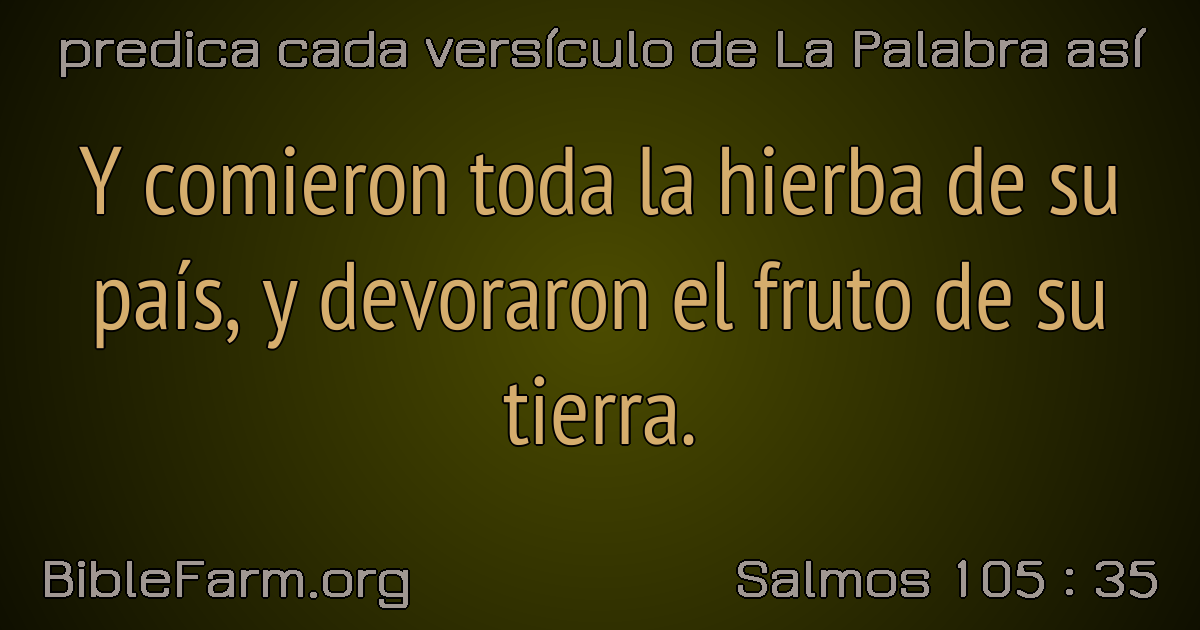 predica cada versículo de La Palabra así
Y comieron toda la hierba de su
país, y devoraron el fruto de su
tierra.
BibleFarm.org
Salmos 105 : 35